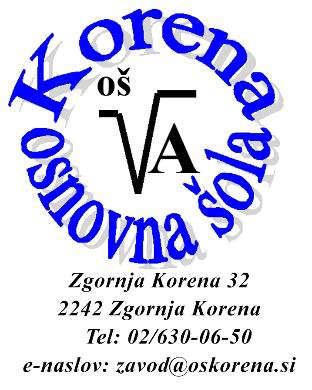 Korena
osnovna šola
oš
√A
Zgornja Korena 32
2242 Zgornja Korena
Tel: 02/630-06-50
e-naslov: zavod@oskorena.si